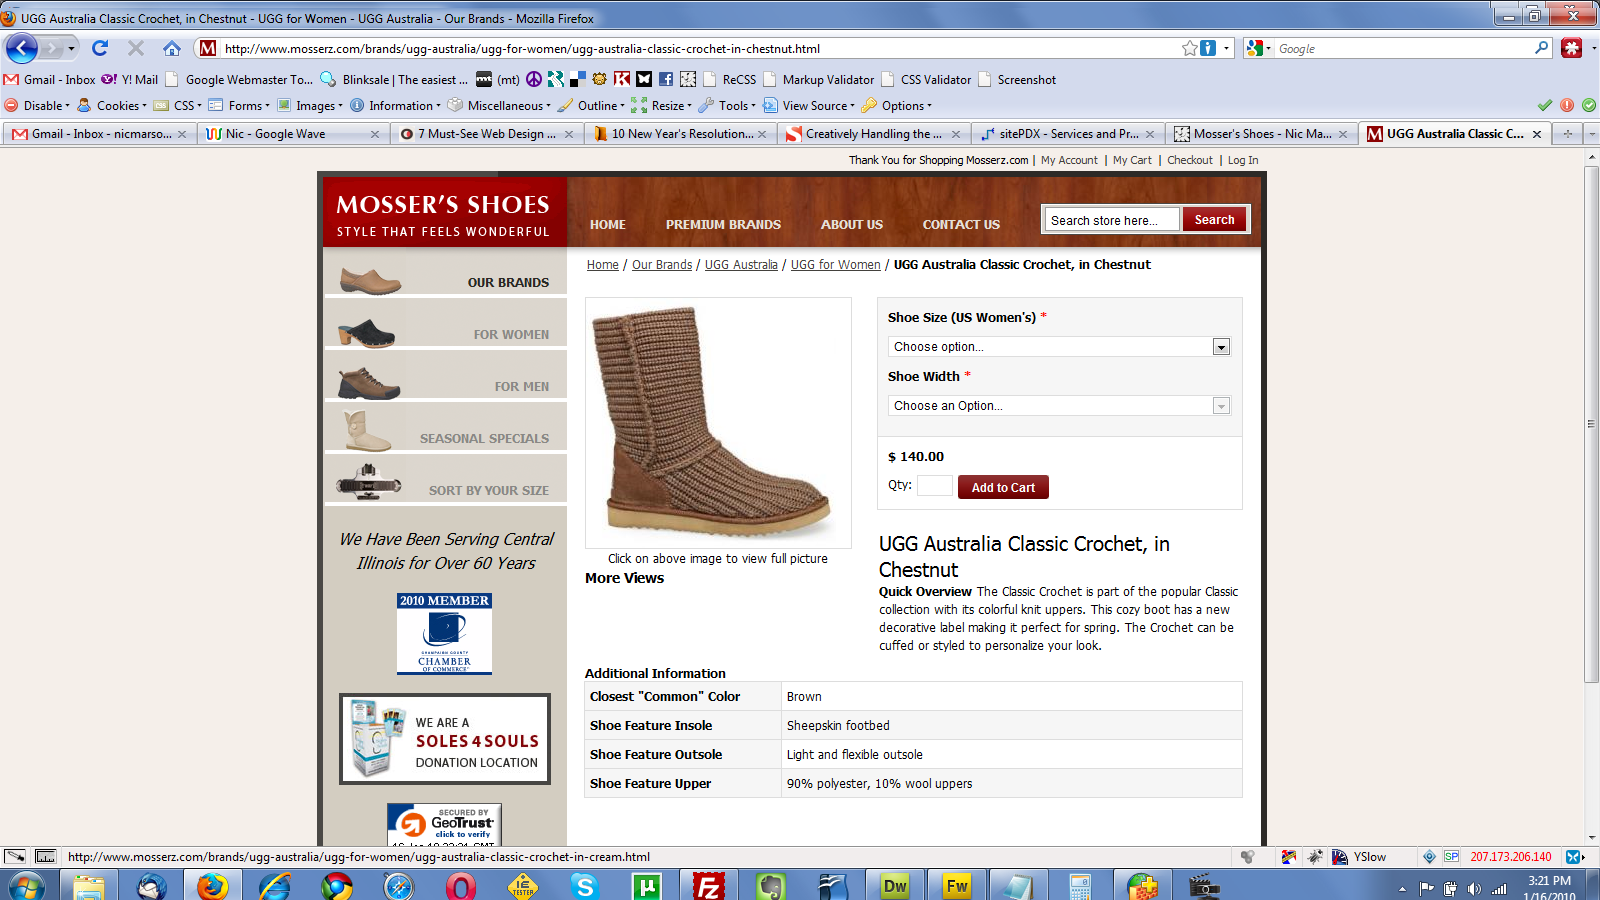 UGG Australia Classic Crochet, in Chestnut - UGG for Women - UGG Australia - Our Brands - Mozilla Firefox
http://www.mosserz.com/brands/ugg-australia/ugg-for-women/ugg-australia-classic-crochet-in-chestnut.html
Google
Gmail - Inbox Y! Mail Google Webmaster To... Blinksale | The easiest ... (mt) ReCSS Markup Validator CSS Validator Screenshot
Disable Cookies CSS Forms Images Information Miscellaneous Outline Resize Tools View Source Options
Gmail - Inbox - nicmarso... Nic - Google Wave 7 Must-See Web Design ... 10 New Year's Resolution... Creatively Handling the ... sitePDX - Services and Pr... Mosser's Shoes - Nic Ma... UGG Australia Classic C...
Thank You for Shopping Mosserz.com | My Account | My Cart | Checkout | Log In
MOSSER'S SHOES
STYLE THAT FEELS WONDERFUL
HOME PREMIUM BRANDS ABOUT US CONTACT US
Search store here... Search
OUR BRANDS
FOR WOMEN
FOR MEN
SEASONAL SPECIALS
SORT BY YOUR SIZE
We Have Been Serving Central
Illinois for Over 60 Years
2010 MEMBER
CHAMPAIGN COUNTY
CHAMBER
OF COMMERCE
WE ARE A
SOLES 4 SOULS
DONATION LOCATION
SECURED BY
GeoTrust
click to verify
Home / Our Brands / UGG Australia / UGG for Women / UGG Australia Classic Crochet, in Chestnut
Click on above image to view full picture
More Views
Shoe Size (US Women's) *
Choose option...
Shoe Width *
Choose an Option...
$ 140.00
Qty: Add to Cart
UGG Australia Classic Crochet, in
Chestnut
Quick Overview The Classic Crochet is part of the popular Classic
collection with its colorful knit uppers. This cozy boot has a new
decorative label making it perfect for spring. The Crochet can be
cuffed or styled to personalize your look.
Additional Information
Closest "Common" Color Brown
Shoe Feature Insole Sheepskin footbed
Shoe Feature Outsole Light and flexible outsole
Shoe Feature Upper 90% polyester, 10% wool uppers
http://www.mosserz.com/brands/ugg-australia/ugg-for-women/ugg-australia-classic-crochet-in-cream.html
YSlow SP 207.173.206.140
IE TESTER
Dw
Fw
3:21 PM
1/16/2010